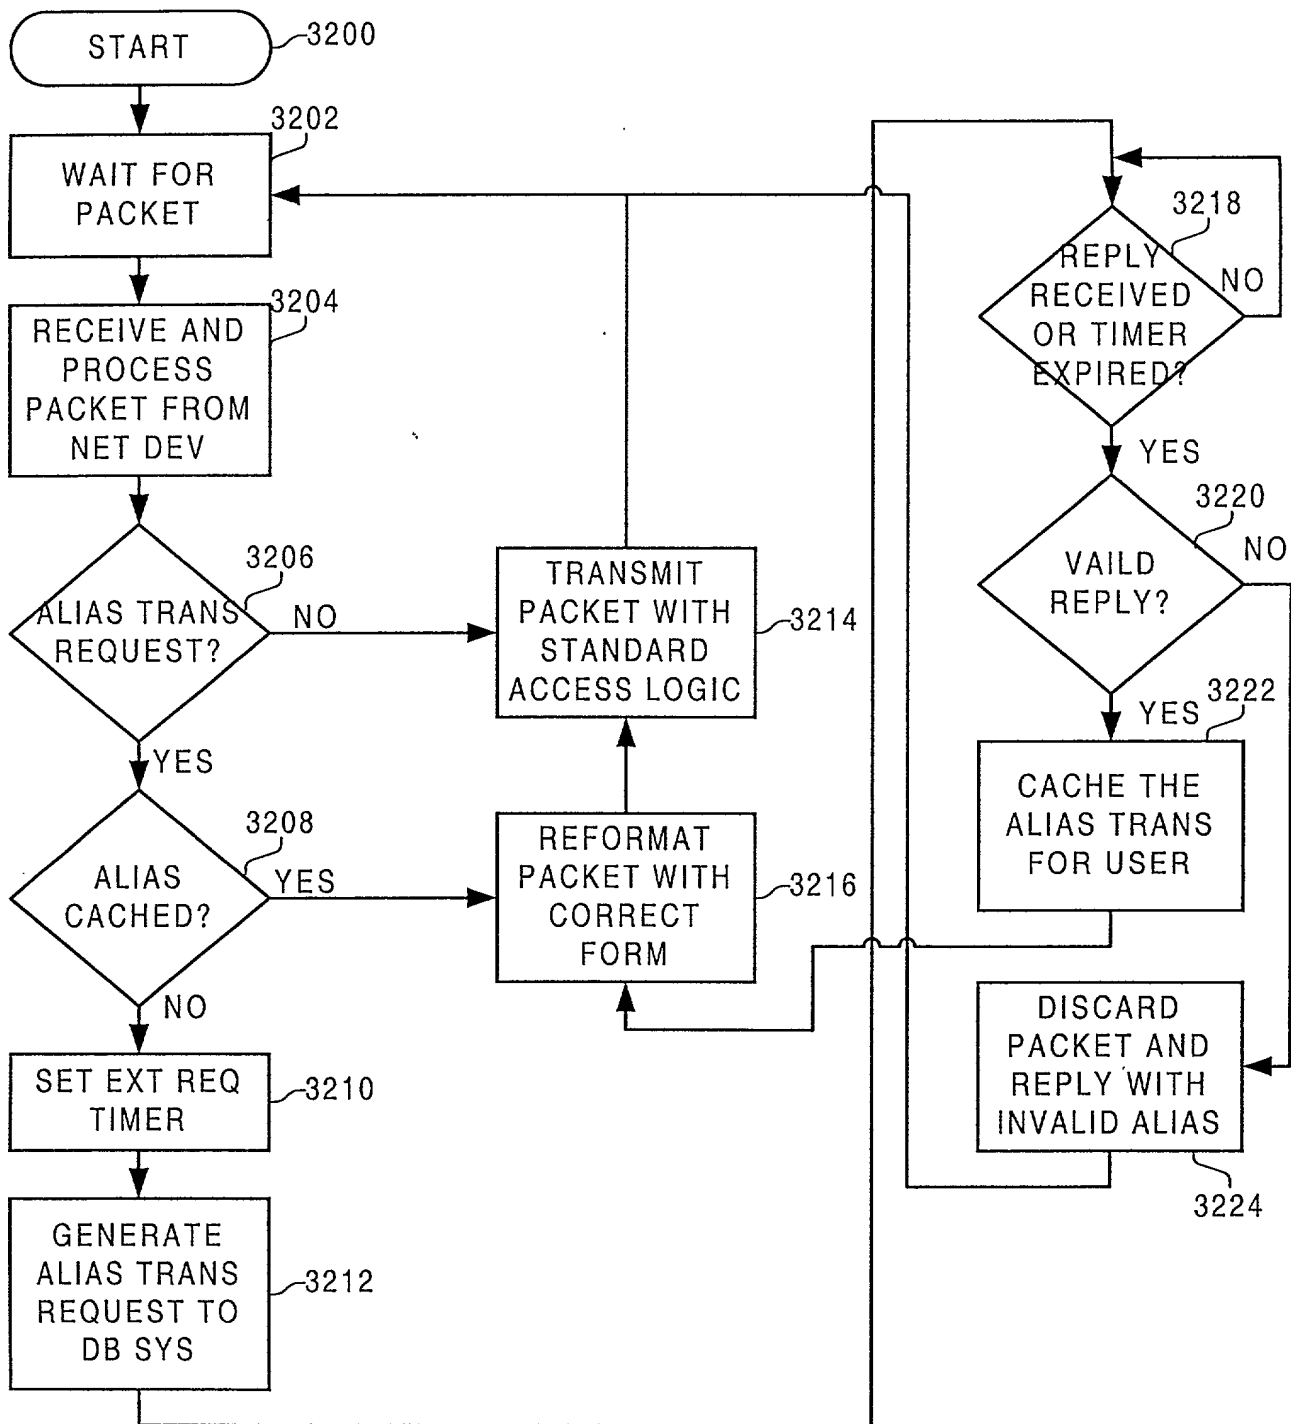 START
3200
3202
WAIT FOR
PACKET
3204
RECEIVE AND
PROCESS
PACKET FROM
NET DEV
3206
ALIAS TRANS
REQUEST?
NO
YES
3208
ALIAS
CACHED?
YES
NO
SET EXT REQ
TIMER
3210
GENERATE
ALIAS TRANS
REQUEST TO
DB SYS
3212
TRANSMIT
PACKET WITH
STANDARD
ACCESS LOGIC
3214
REFORMAT
PACKET WITH
CORRECT
FORM
3216
3218
REPLY
RECEIVED
OR TIMER
EXPIRED?
NO
YES
3220
VAILD
REPLY?
NO
YES
3222
CACHE THE
ALIAS TRANS
FOR USER
DISCARD
PACKET AND
REPLY WITH
INVALID ALIAS
3224